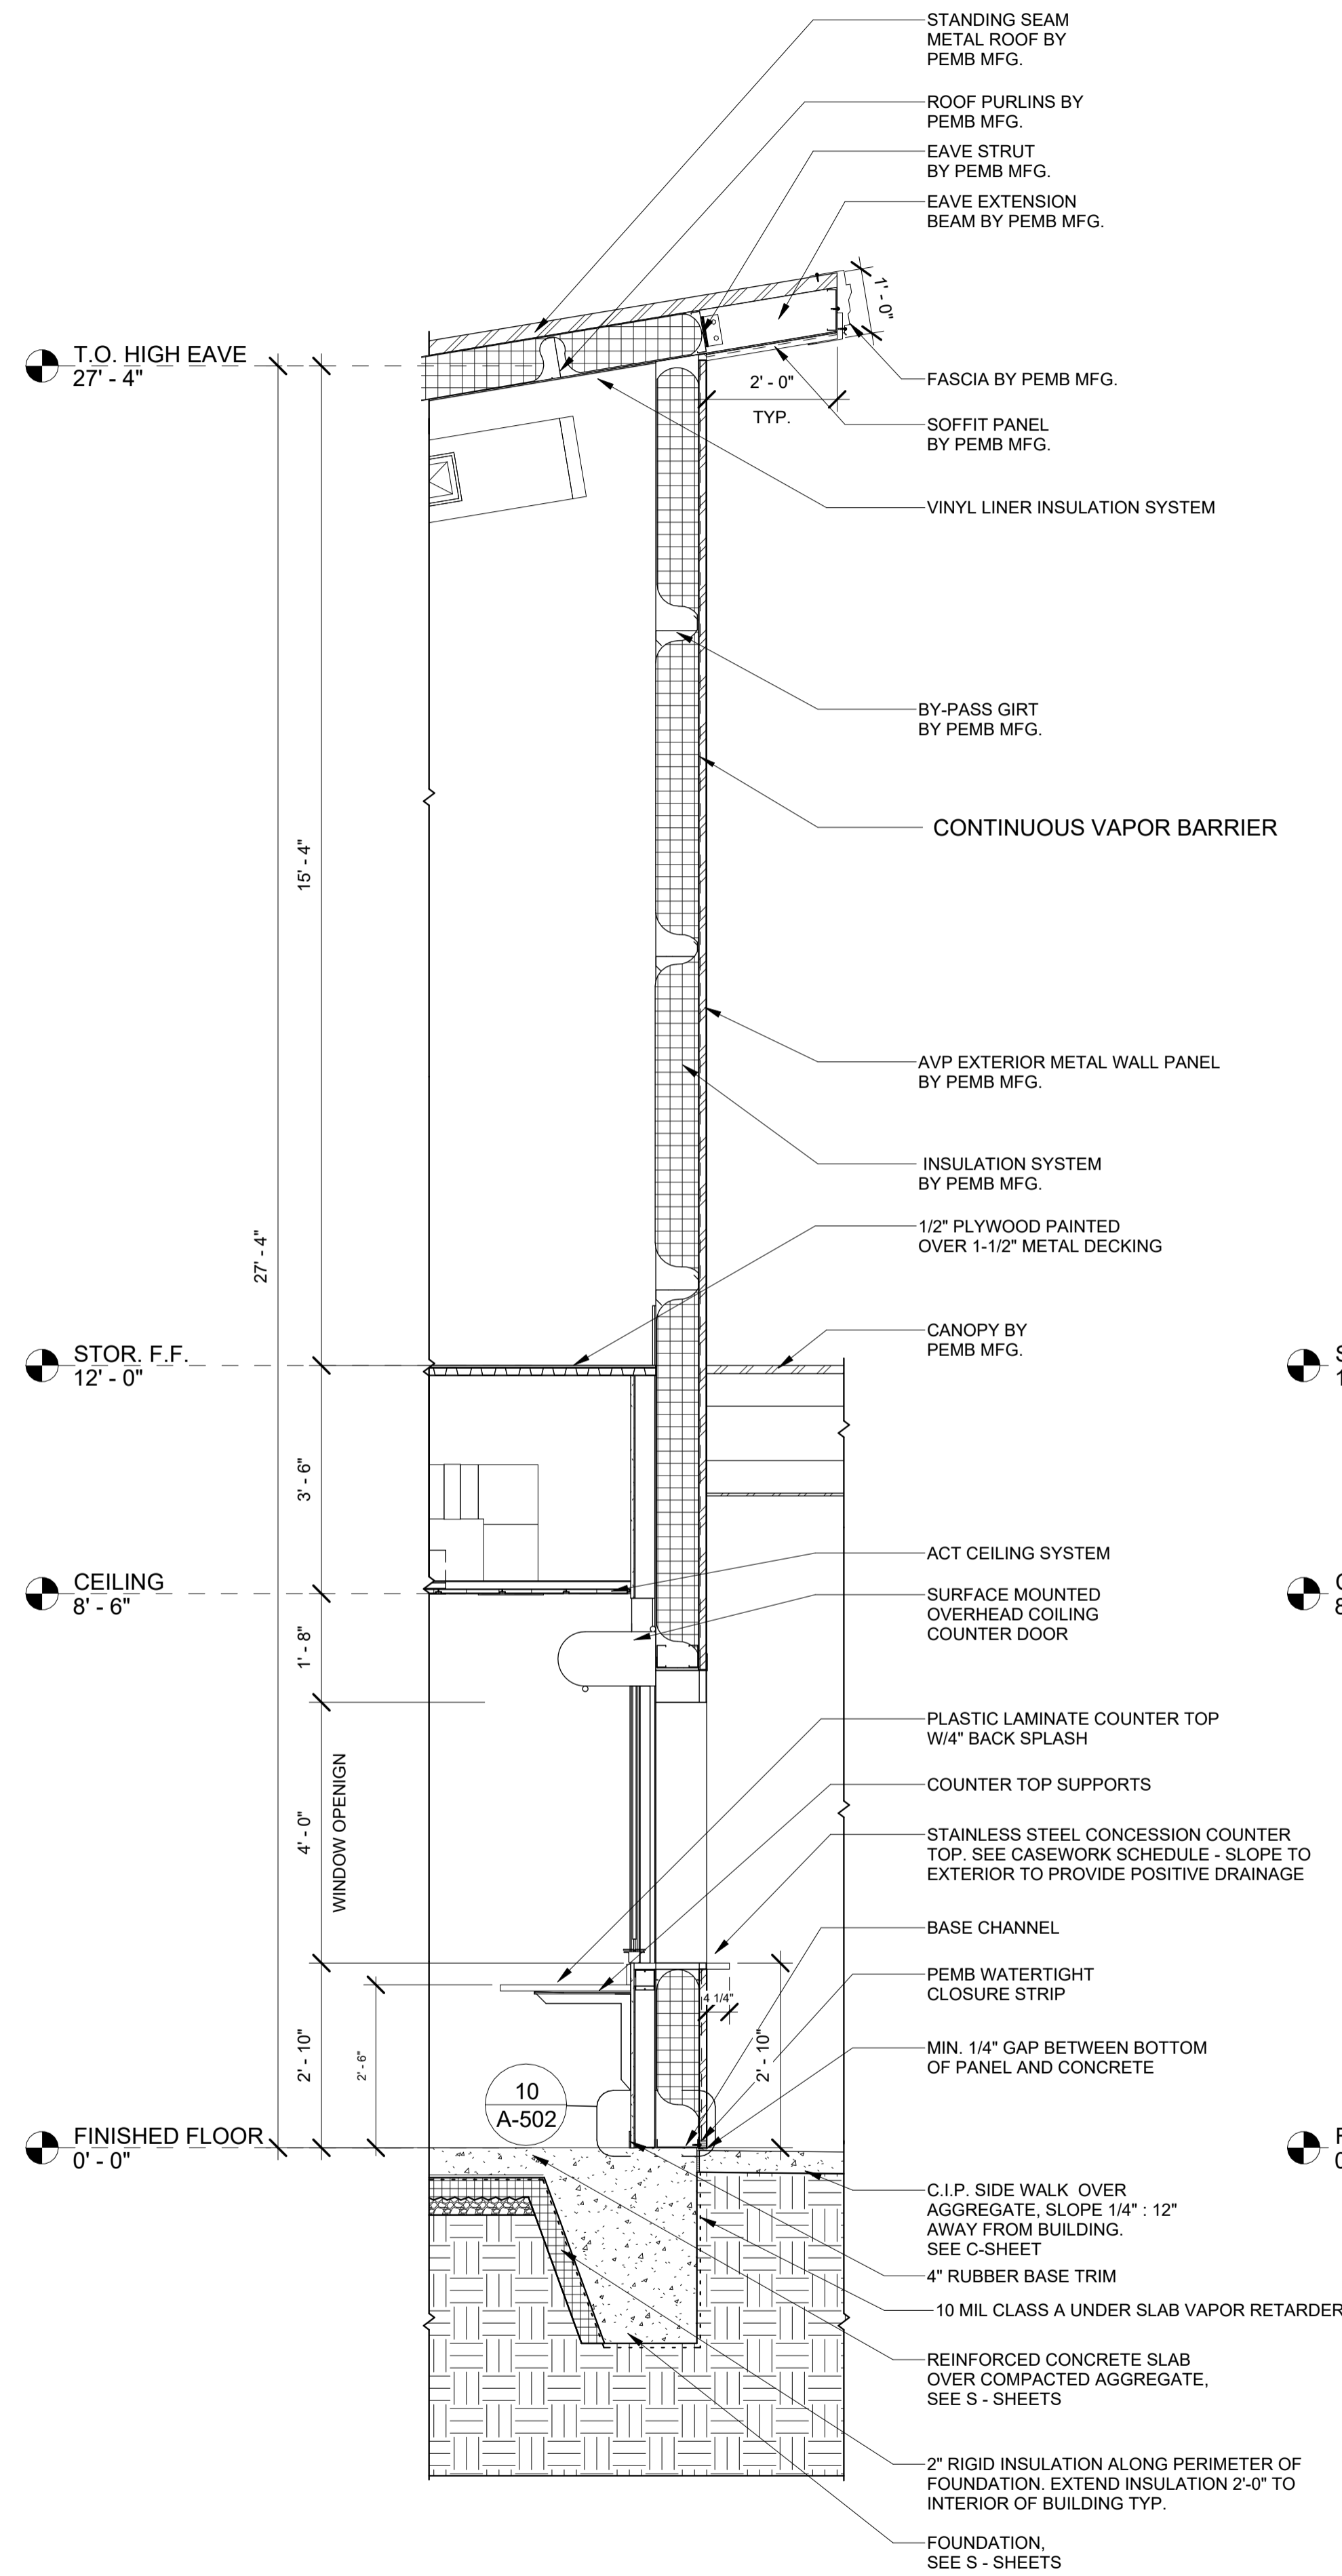 STANDING SEAM
METAL ROOF BY
PEMB MFG.
ROOF PURLINS BY
PEMB MFG.
EAVE STRUT
BY PEMB MFG.
EAVE EXTENSION
BEAM BY PEMB MFG.
1' - 0"
T.O. HIGH EAVE
27' - 4"
2' - 0"
TYP.
FASCIA BY PEMB MFG.
SOFFIT PANEL
BY PEMB MFG.
VINYL LINER INSULATION SYSTEM
BY-PASS GIRT
BY PEMB MFG.
CONTINUOUS VAPOR BARRIER
15' - 4"
AVP EXTERIOR METAL WALL PANEL
BY PEMB MFG.
INSULATION SYSTEM
BY PEMB MFG.
27' - 4"
1/2" PLYWOOD PAINTED
OVER 1-1/2" METAL DECKING
CANOPY BY
PEMB MFG.
STOR. F.F.
12' - 0"
3' - 6"
ACT CEILING SYSTEM
CEILING
8' - 6"
SURFACE MOUNTED
OVERHEAD COILING
COUNTER DOOR
1' - 8"
PLASTIC LAMINATE COUNTER TOP
W/4" BACK SPLASH
COUNTER TOP SUPPORTS
4' - 0"
WINDOW OPENIGN
STAINLESS STEEL CONCESSION COUNTER
TOP. SEE CASEWORK SCHEDULE - SLOPE TO
EXTERIOR TO PROVIDE POSITIVE DRAINAGE
BASE CHANNEL
PEMB WATERTIGHT
CLOSURE STRIP
4 1/4"
2' - 10"
2' - 6"
2' - 10"
MIN. 1/4" GAP BETWEEN BOTTOM
OF PANEL AND CONCRETE
10
A-502
FINISHED FLOOR
0' - 0"
C.I.P. SIDE WALK OVER
AGGREGATE, SLOPE 1/4" : 12"
AWAY FROM BUILDING.
SEE C-SHEET
4" RUBBER BASE TRIM
10 MIL CLASS A UNDER SLAB VAPOR RETARDER
REINFORCED CONCRETE SLAB
OVER COMPACTED AGGREGATE,
SEE S - SHEETS
2" RIGID INSULATION ALONG PERIMETER OF
FOUNDATION. EXTEND INSULATION 2'-0" TO
INTERIOR OF BUILDING TYP.
FOUNDATION,
SEE S - SHEETS